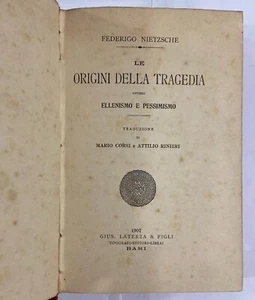 FEDERIGO NIETZSCHE
LE
ORIGINI DELLA TRAGEDIA
OVVERO
ELLENISMO E PESSIMISMO
TRADUZIONE
DI
MARIO CORSI e ATTILIO RINIERI
1907
GIUS. LATERZA & FIGLI
TIPOGRAFI-EDITORI-LIBRAI
BARI